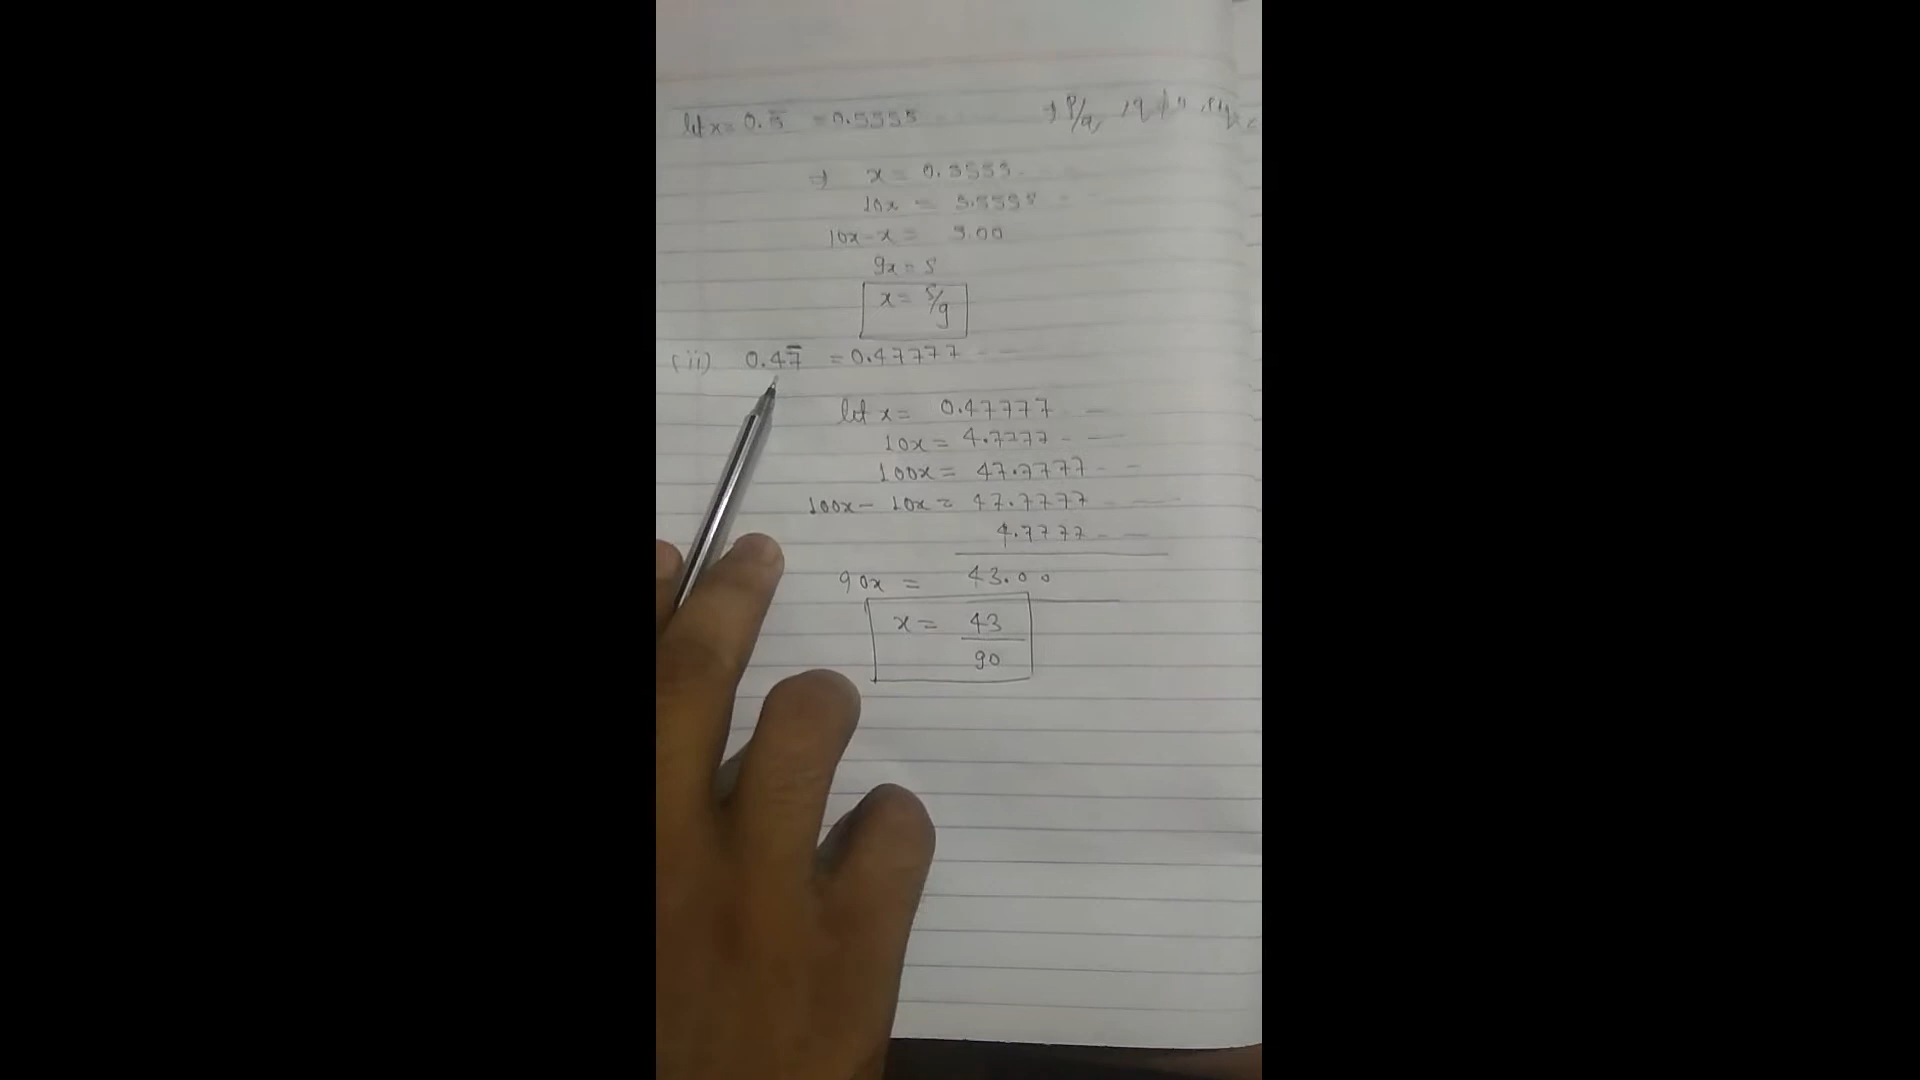 let x = 0.5̅ = 0.5555 ⇒ P/q, q ≠
⇒ x = 0.5555
10x = 5.5555 - -
10x - x = 5.00
9x = 5
x = 5/9
(ii) 0.47̅ = 0.47777 - -
let x = 0.47777 -
10x = 4.7777 - -
100x = 47.7777 - -
100x - 10x = 47.7777 -
4.7777 - -
90x = 43.00
x = 43
90